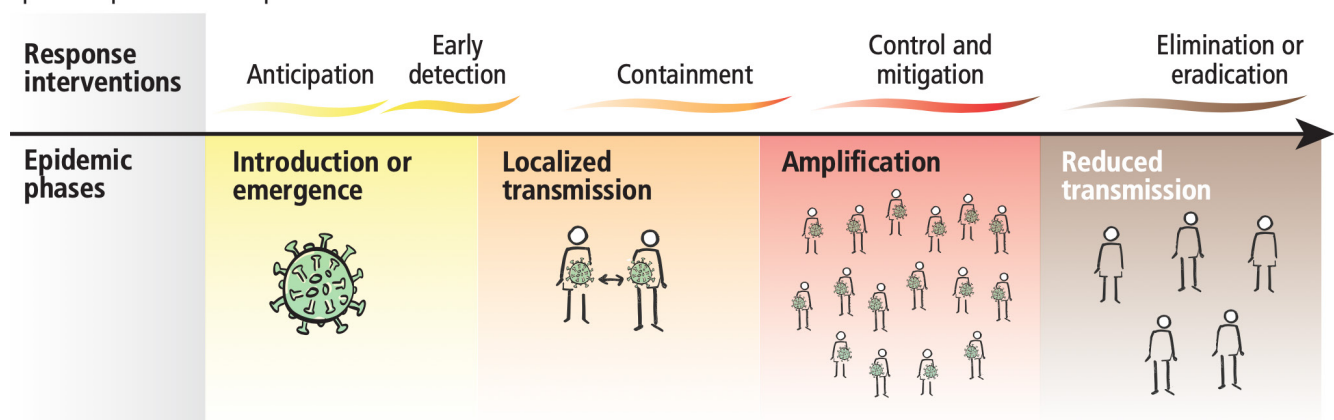 Response
interventions
Anticipation
Early
detection
Containment
Control and
mitigation
Elimination or
eradication
Epidemic
phases
Introduction or
emergence
Localized
transmission
Amplification
Reduced
transmission